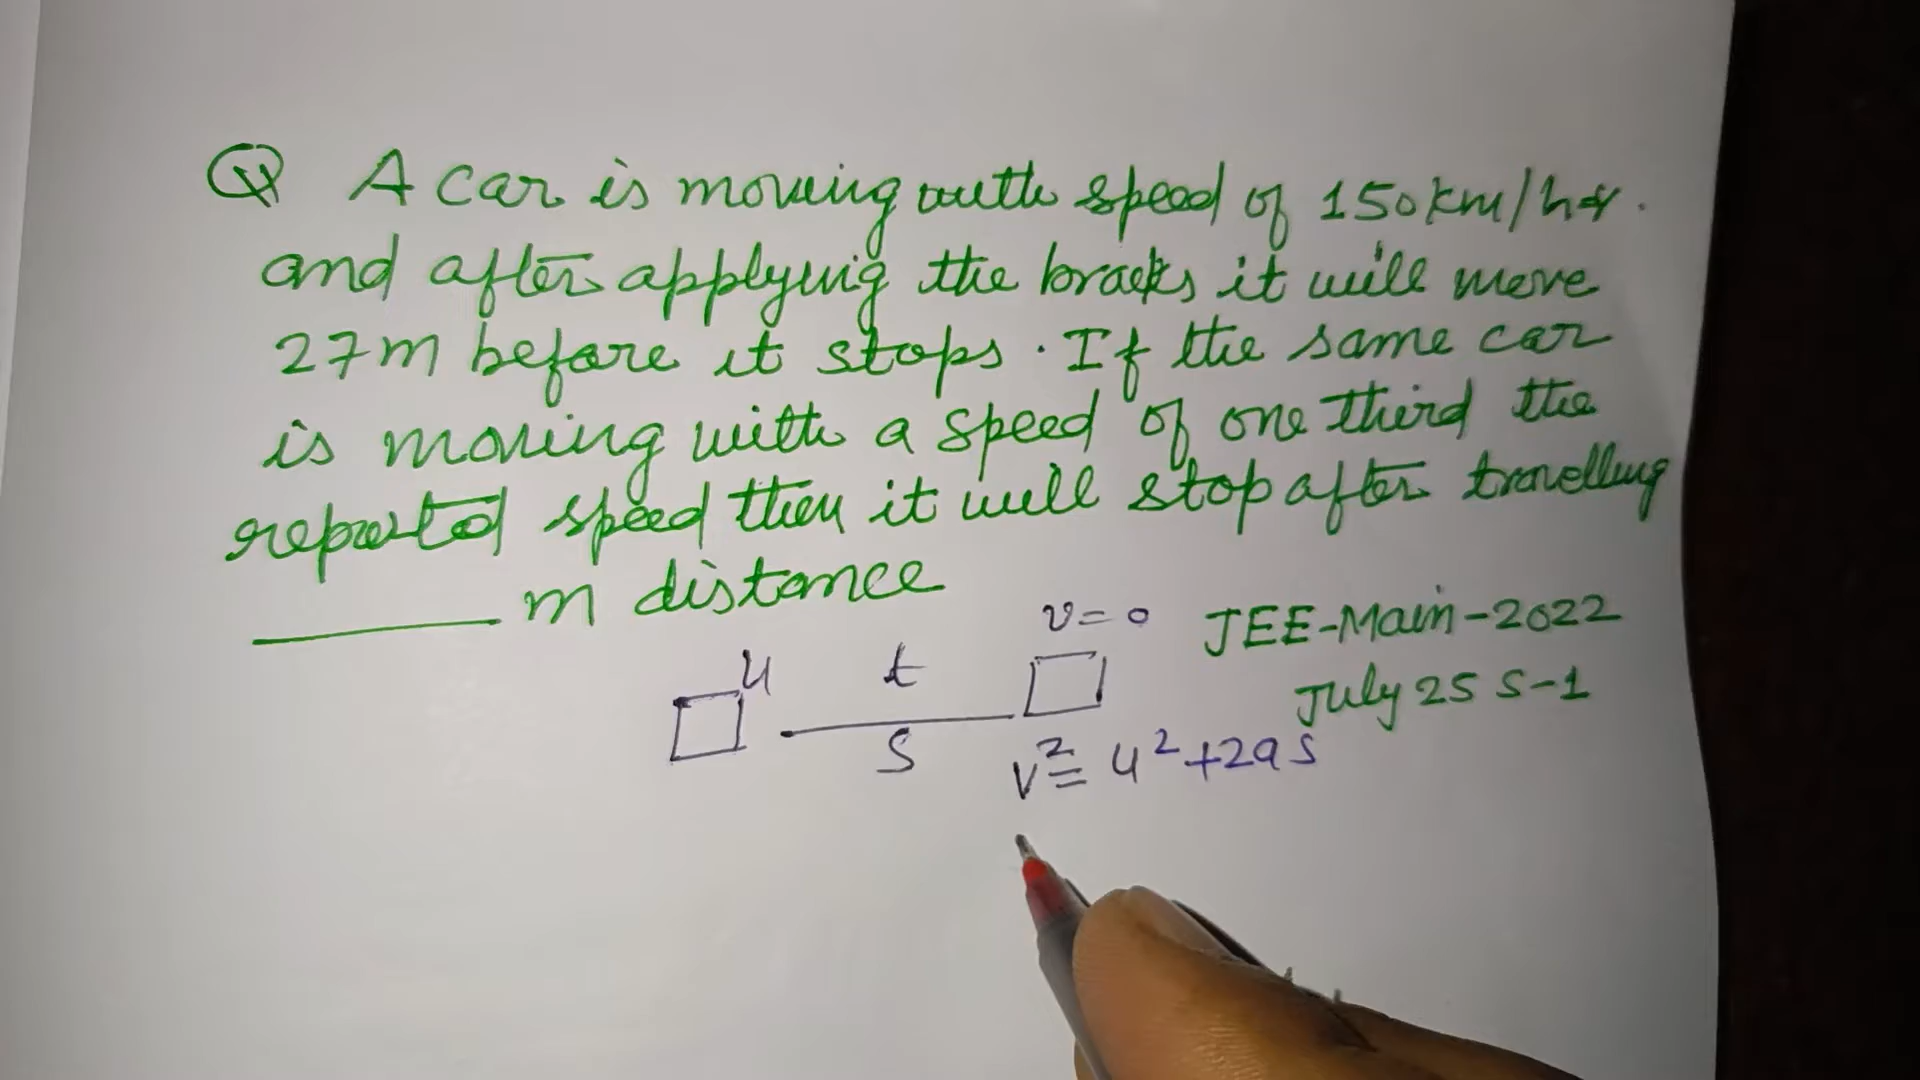 Q A car is moving with speed of 150km/hr.
and after applying the bracks it will move
27m before it stops. If the same car
is moving with a speed of one third the
reported speed then it will stop after travelling
_____ m distance
v=0
JEE-Main-2022
July 25 S-1
u t
S
v²= u²+2as